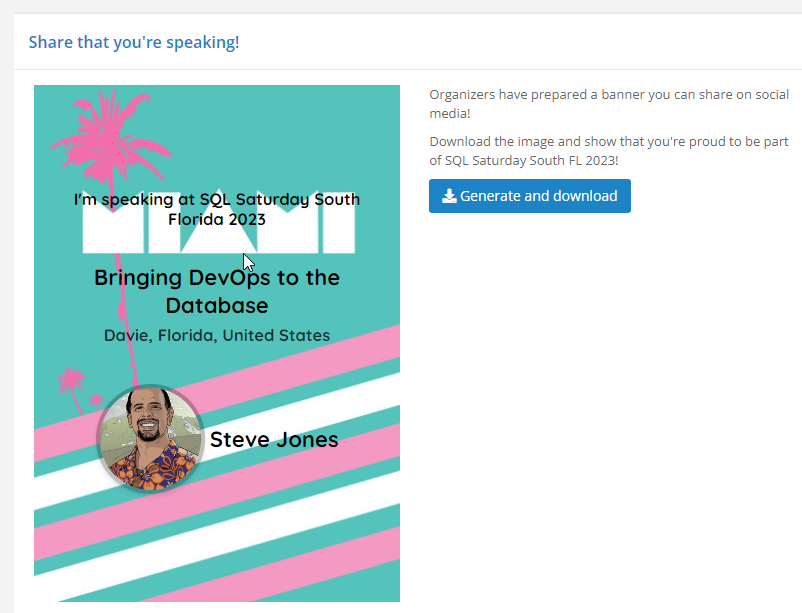 Share that you're speaking!
Organizers have prepared a banner you can share on social
media!
Download the image and show that you're proud to be part
of SQL Saturday South FL 2023!
Generate and download
MIAMI
I'm speaking at SQL Saturday South
Florida 2023
Bringing DevOps to the
Database
Davie, Florida, United States
Steve Jones